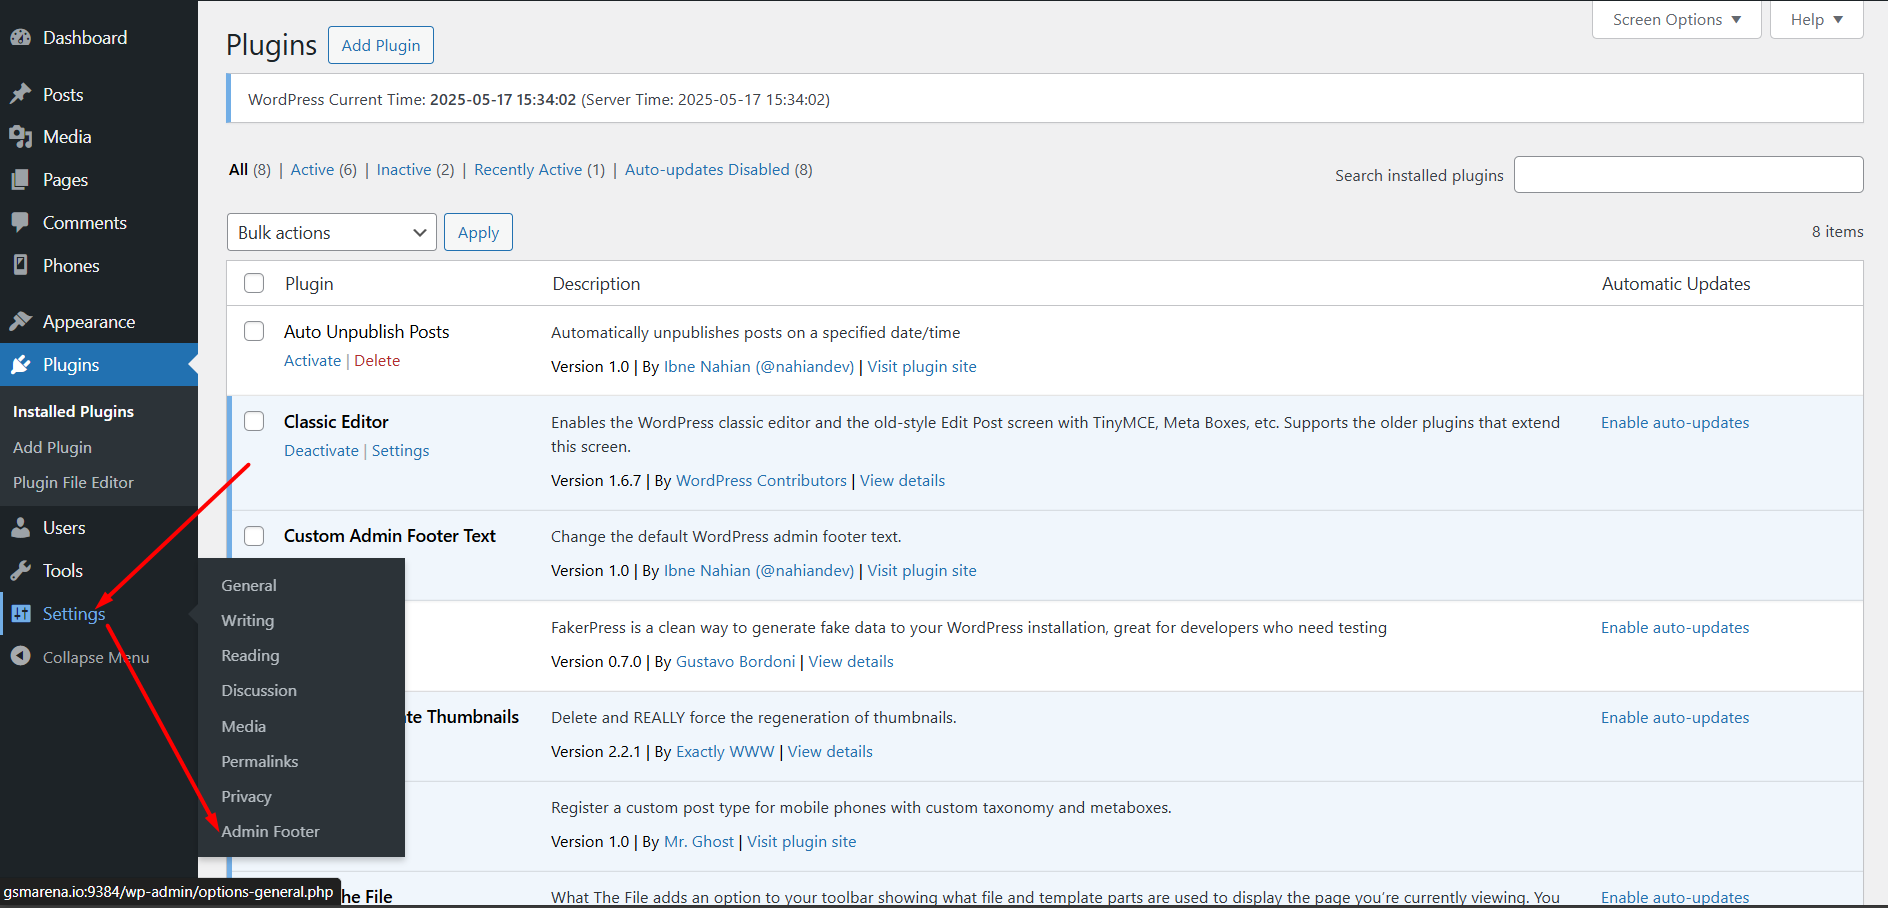 Dashboard
Posts
Media
Pages
Comments
Phones
Appearance
Plugins
Installed Plugins
Add Plugin
Plugin File Editor
Users
Tools
Settings
Collapse Menu
General
Writing
Reading
Discussion
Media
Permalinks
Privacy
Admin Footer
gsmarena.io:9384/wp-admin/options-general.php
Screen Options ▼
Help ▼
Plugins Add Plugin
WordPress Current Time: 2025-05-17 15:34:02 (Server Time: 2025-05-17 15:34:02)
All (8) | Active (6) | Inactive (2) | Recently Active (1) | Auto-updates Disabled (8)
Search installed plugins
Bulk actions Apply
8 items
Plugin Description Automatic Updates
Auto Unpublish Posts
Activate | Delete
Automatically unpublishes posts on a specified date/time
Version 1.0 | By Ibne Nahian (@nahiandev) | Visit plugin site
Classic Editor
Deactivate | Settings
Enables the WordPress classic editor and the old-style Edit Post screen with TinyMCE, Meta Boxes, etc. Supports the older plugins that extend
this screen.
Version 1.6.7 | By WordPress Contributors | View details
Enable auto-updates
Custom Admin Footer Text
Change the default WordPress admin footer text.
Version 1.0 | By Ibne Nahian (@nahiandev) | Visit plugin site
FakerPress is a clean way to generate fake data to your WordPress installation, great for developers who need testing
Version 0.7.0 | By Gustavo Bordoni | View details
Enable auto-updates
te Thumbnails
Delete and REALLY force the regeneration of thumbnails.
Version 2.2.1 | By Exactly WWW | View details
Enable auto-updates
Register a custom post type for mobile phones with custom taxonomy and metaboxes.
Version 1.0 | By Mr. Ghost | Visit plugin site
he File
What The File adds an option to your toolbar showing what file and template parts are used to display the page you’re currently viewing. You
Enable auto-updates